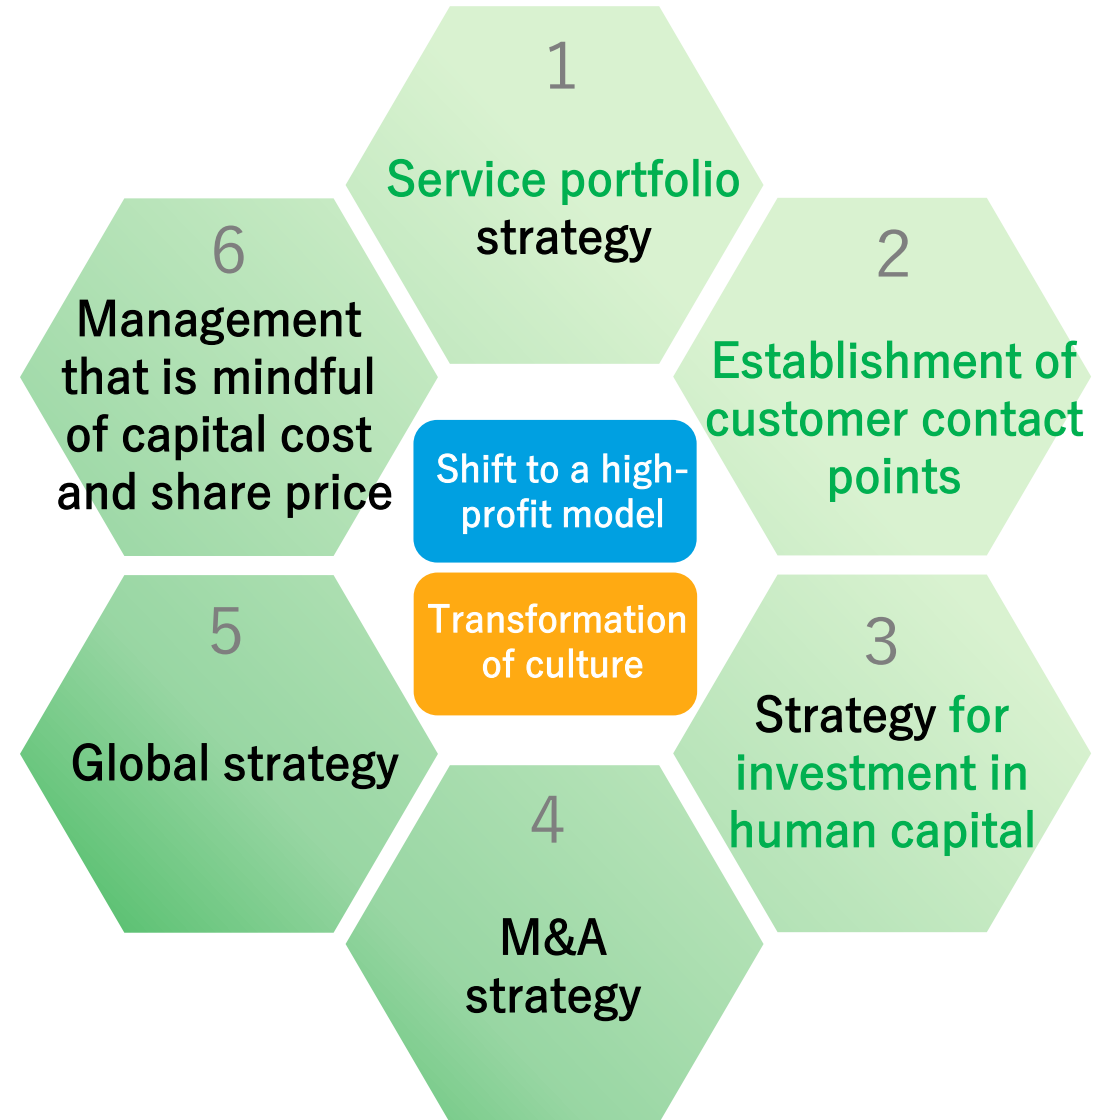 1
Service portfolio
strategy
2
Establishment of
customer contact
points
3
Strategy for
investment in
human capital
4
M&A
strategy
5
Global strategy
6
Management
that is mindful
of capital cost
and share price
Shift to a high-
profit model
Transformation
of culture